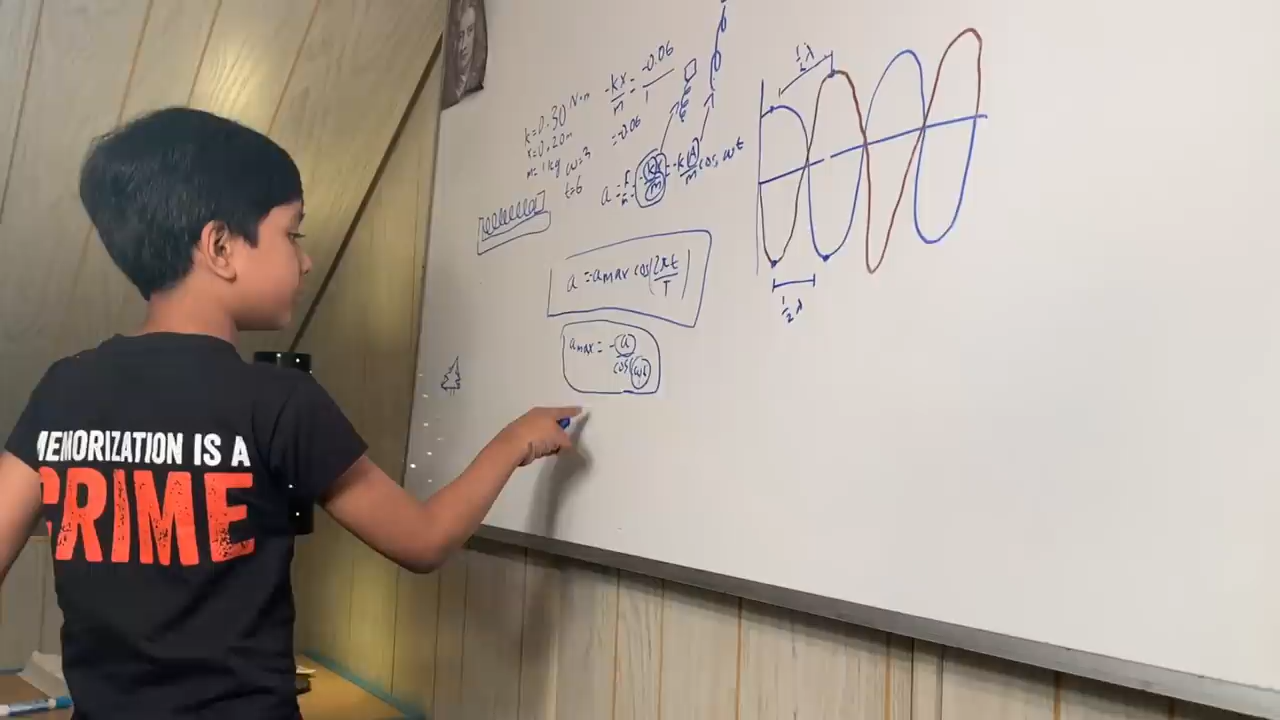 MEMORIZATION IS A
CRIME
k=0.30 N·m
x=0.20m
m=1kg ω=3
t=6
-kx/m = -0.06/1
=-0.06
a = F/m = -kx/m = -k(A)/m cos ωt
a = -amax cos(2πt/T)
amax = -a/cos(ωt)
½λ
½λ